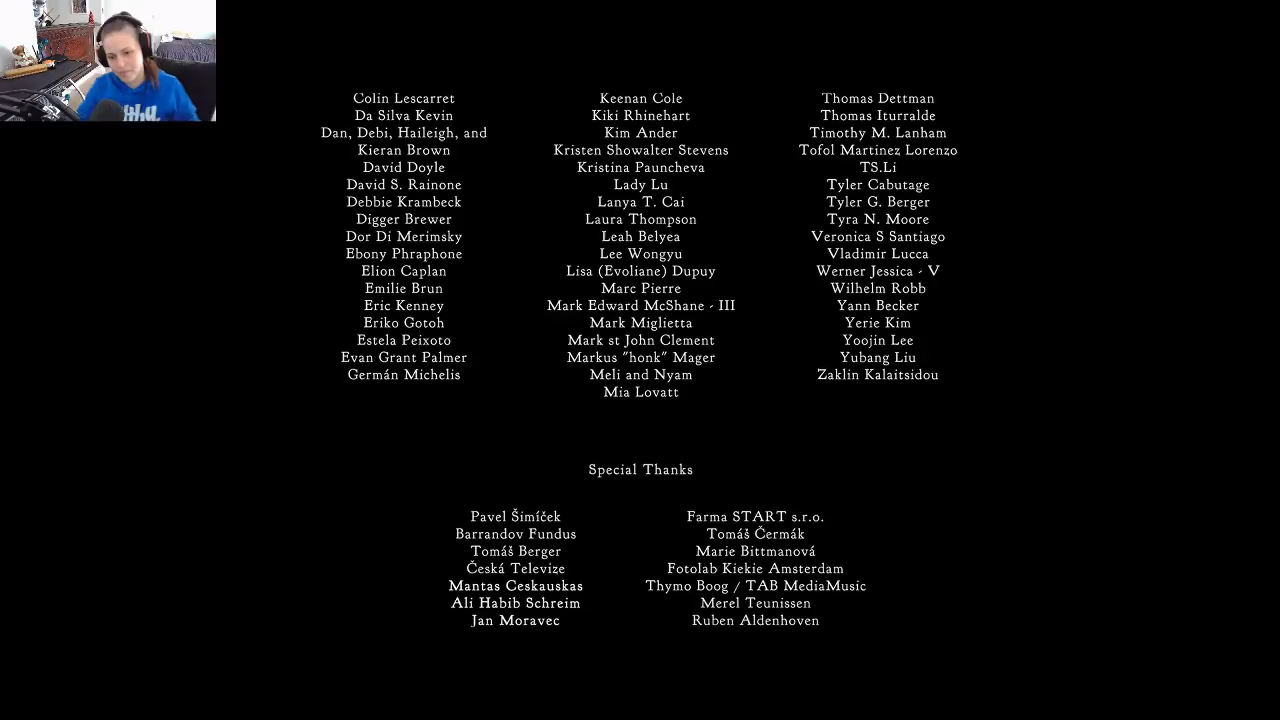 Colin Lescarret
Da Silva Kevin
Dan, Debi, Haileigh, and
Kieran Brown
David Doyle
David S. Rainone
Debbie Krambeck
Digger Brewer
Dor Di Merimsky
Ebony Phraphone
Elion Caplan
Emilie Brun
Eric Kenney
Eriko Gotoh
Estela Peixoto
Evan Grant Palmer
Germán Michelis
Keenan Cole
Kiki Rhinehart
Kim Ander
Kristen Showalter Stevens
Kristina Pauncheva
Lady Lu
Lanya T. Cai
Laura Thompson
Leah Belyea
Lee Wongyu
Lisa (Evoliane) Dupuy
Marc Pierre
Mark Edward McShane - III
Mark Miglietta
Mark st John Clement
Markus "honk" Mager
Meli and Nyam
Mia Lovatt
Thomas Dettman
Thomas Iturralde
Timothy M. Lanham
Tofol Martinez Lorenzo
TS.Li
Tyler Cabutage
Tyler G. Berger
Tyra N. Moore
Veronica S Santiago
Vladimir Lucca
Werner Jessica - V
Wilhelm Robb
Yann Becker
Yerie Kim
Yoojin Lee
Yubang Liu
Zaklin Kalaitsidou
Special Thanks
Pavel Šimíček
Barrandov Fundus
Tomáš Berger
Česká Televize
Mantas Ceskauskas
Ali Habib Schreim
Jan Moravec
Farma START s.r.o.
Tomáš Čermák
Marie Bittmanová
Fotolab Kiekie Amsterdam
Thymo Boog / TAB MediaMusic
Merel Teunissen
Ruben Aldenhoven